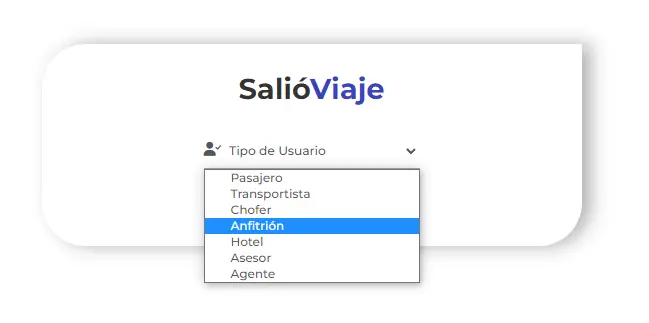 SalióViaje
Tipo de Usuario
Pasajero
Transportista
Chofer
Anfitrión
Hotel
Asesor
Agente